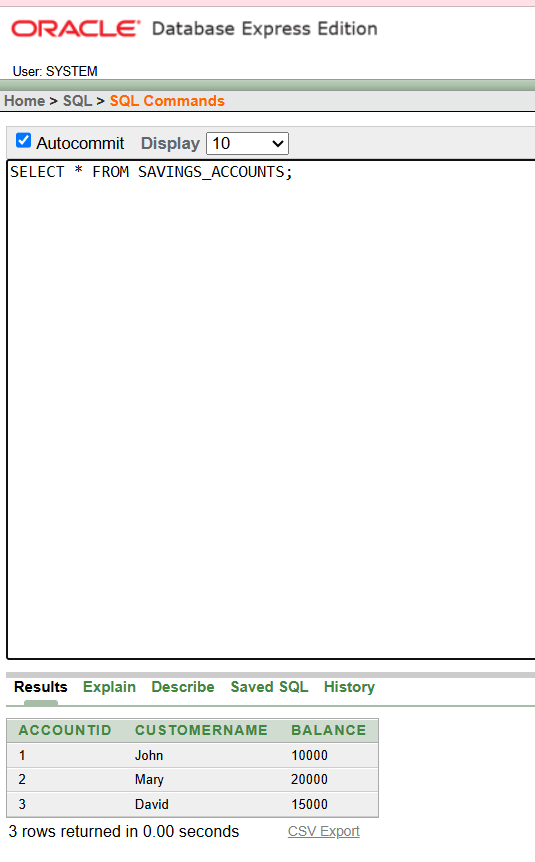 ORACLE® Database Express Edition
User: SYSTEM
Home > SQL > SQL Commands
Autocommit Display 10
SELECT * FROM SAVINGS_ACCOUNTS;
Results Explain Describe Saved SQL History
ACCOUNTID CUSTOMERNAME BALANCE
1 John 10000
2 Mary 20000
3 David 15000
3 rows returned in 0.00 seconds CSV Export